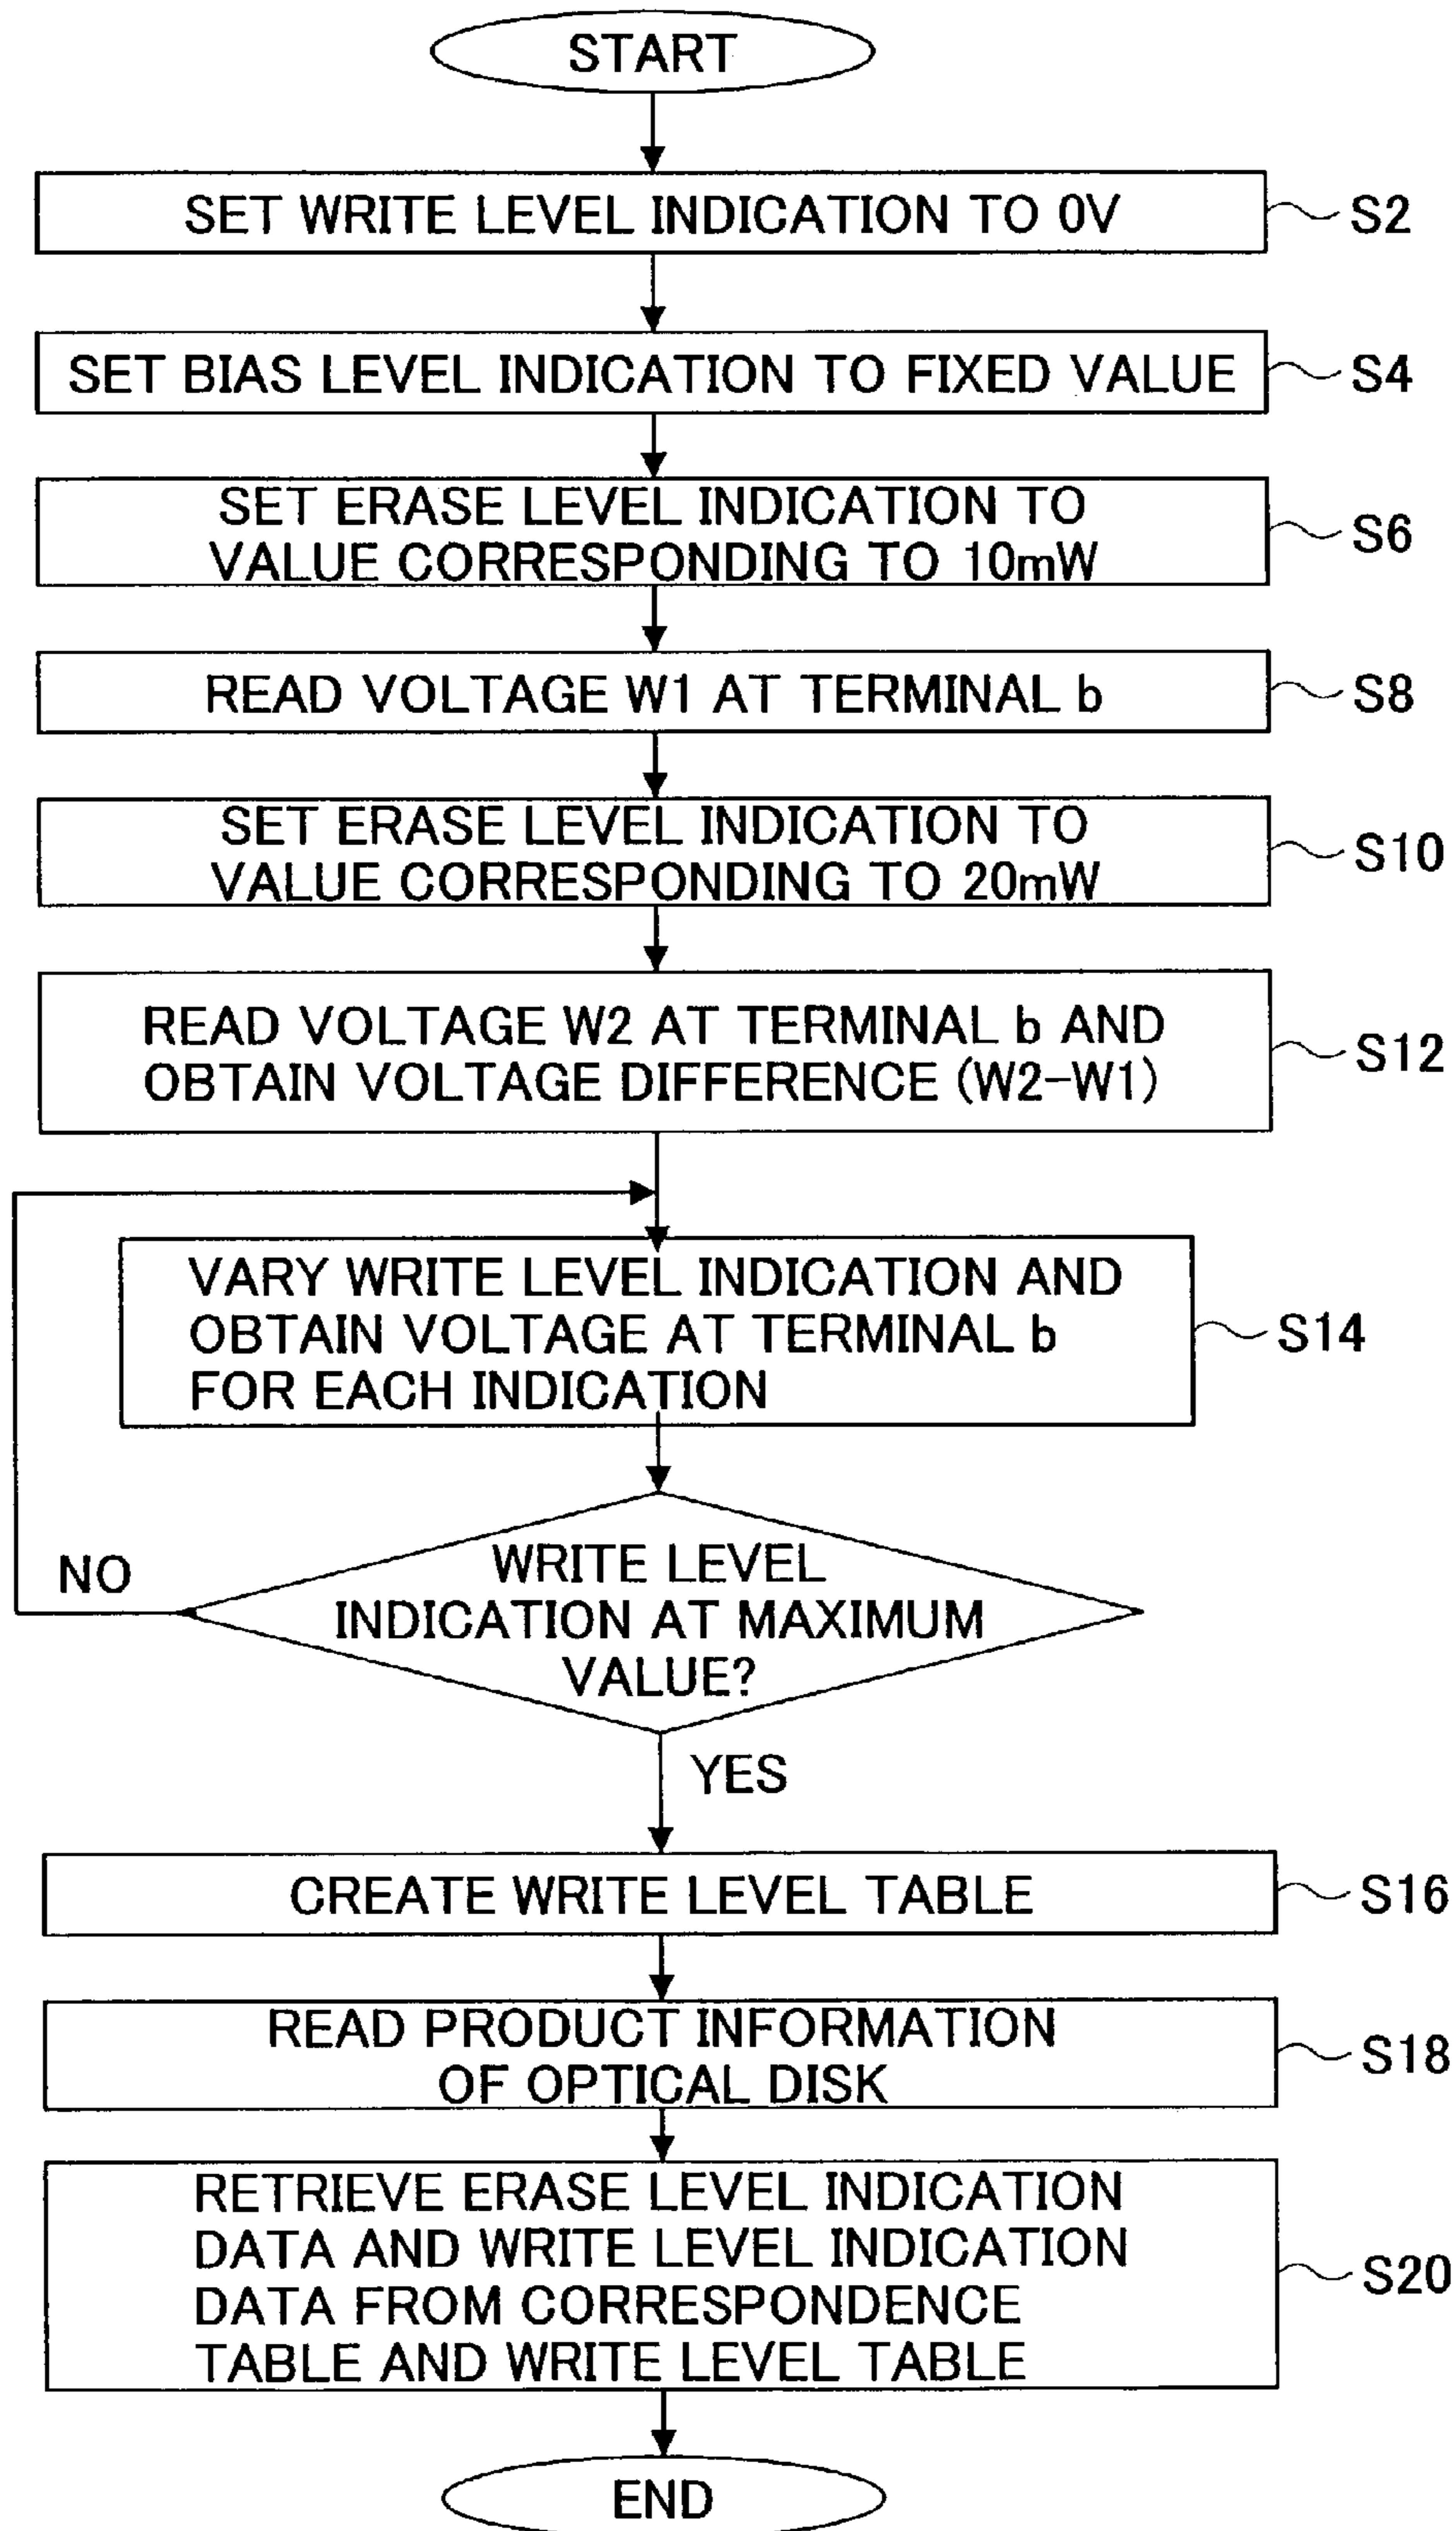 START
SET WRITE LEVEL INDICATION TO 0V
S2
SET BIAS LEVEL INDICATION TO FIXED VALUE
S4
SET ERASE LEVEL INDICATION TO
VALUE CORRESPONDING TO 10mW
S6
READ VOLTAGE W1 AT TERMINAL b
S8
SET ERASE LEVEL INDICATION TO
VALUE CORRESPONDING TO 20mW
S10
READ VOLTAGE W2 AT TERMINAL b AND
OBTAIN VOLTAGE DIFFERENCE (W2-W1)
S12
VARY WRITE LEVEL INDICATION AND
OBTAIN VOLTAGE AT TERMINAL b
FOR EACH INDICATION
S14
NO
WRITE LEVEL
INDICATION AT MAXIMUM
VALUE?
YES
CREATE WRITE LEVEL TABLE
S16
READ PRODUCT INFORMATION
OF OPTICAL DISK
S18
RETRIEVE ERASE LEVEL INDICATION
DATA AND WRITE LEVEL INDICATION
DATA FROM CORRESPONDENCE
TABLE AND WRITE LEVEL TABLE
S20
END